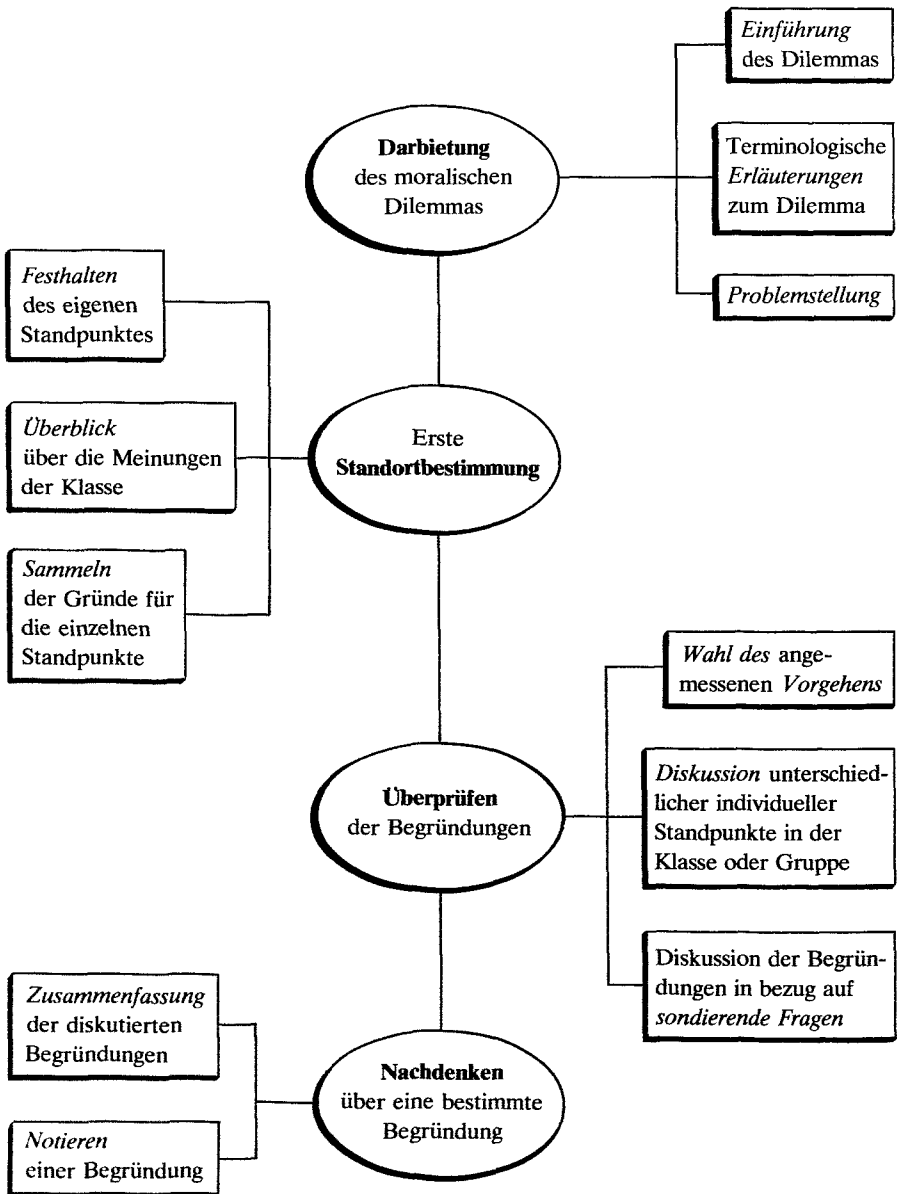 Einführung
des Dilemmas
Darbietung
des moralischen
Dilemmas
Terminologische
Erläuterungen
zum Dilemma
Problemstellung
Festhalten
des eigenen
Standpunktes
Überblick
über die Meinungen
der Klasse
Erste
Standortbestimmung
Sammeln
der Gründe für
die einzelnen
Standpunkte
Wahl des ange-
messenen Vorgehens
Überprüfen
der Begründungen
Diskussion unterschied-
licher individueller
Standpunkte in der
Klasse oder Gruppe
Diskussion der Begrün-
dungen in bezug auf
sondierende Fragen
Zusammenfassung
der diskutierten
Begründungen
Nachdenken
über eine bestimmte
Begründung
Notieren
einer Begründung